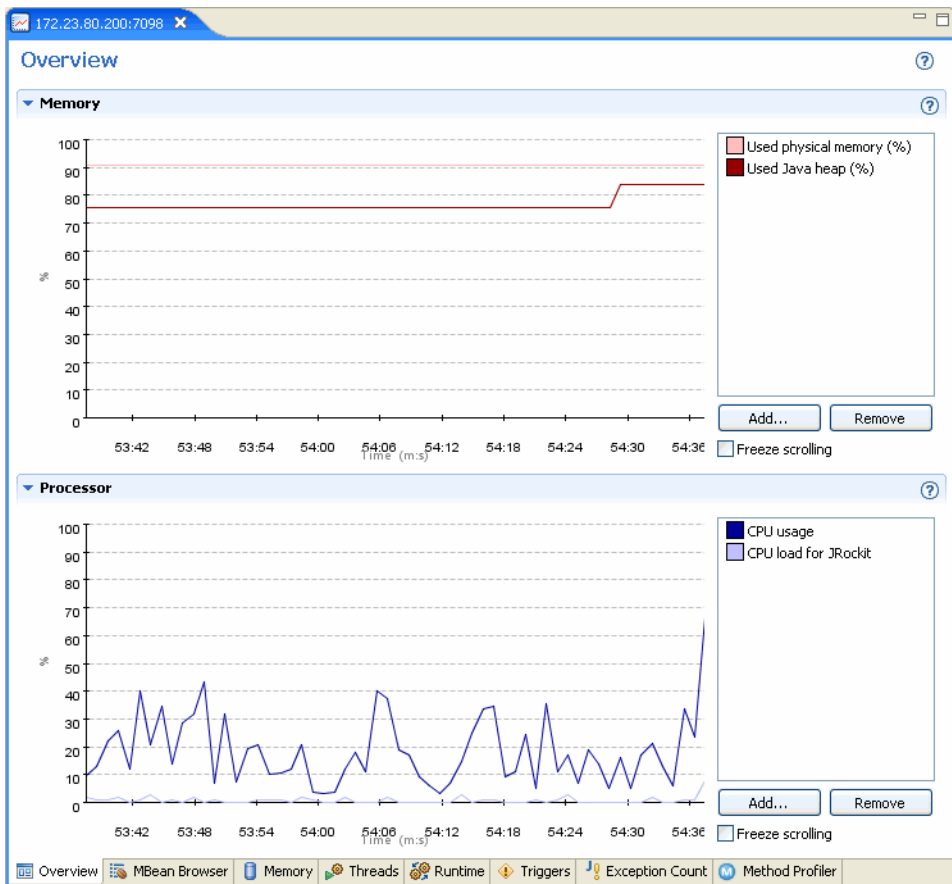 172.23.80.200:7098
Overview
Memory
100
90
80
70
60
50
40
30
20
10
0
%
53:42 53:48 53:54 54:00 54:06 54:12 54:18 54:24 54:30 54:36
Time (m:s)
Used physical memory (%)
Used Java heap (%)
Add... Remove
Freeze scrolling
Processor
100
90
80
70
60
50
40
30
20
10
0
%
53:42 53:48 53:54 54:00 54:06 54:12 54:18 54:24 54:30 54:36
Time (m:s)
CPU usage
CPU load for JRockit
Add... Remove
Freeze scrolling
Overview MBean Browser Memory Threads Runtime Triggers Exception Count Method Profiler